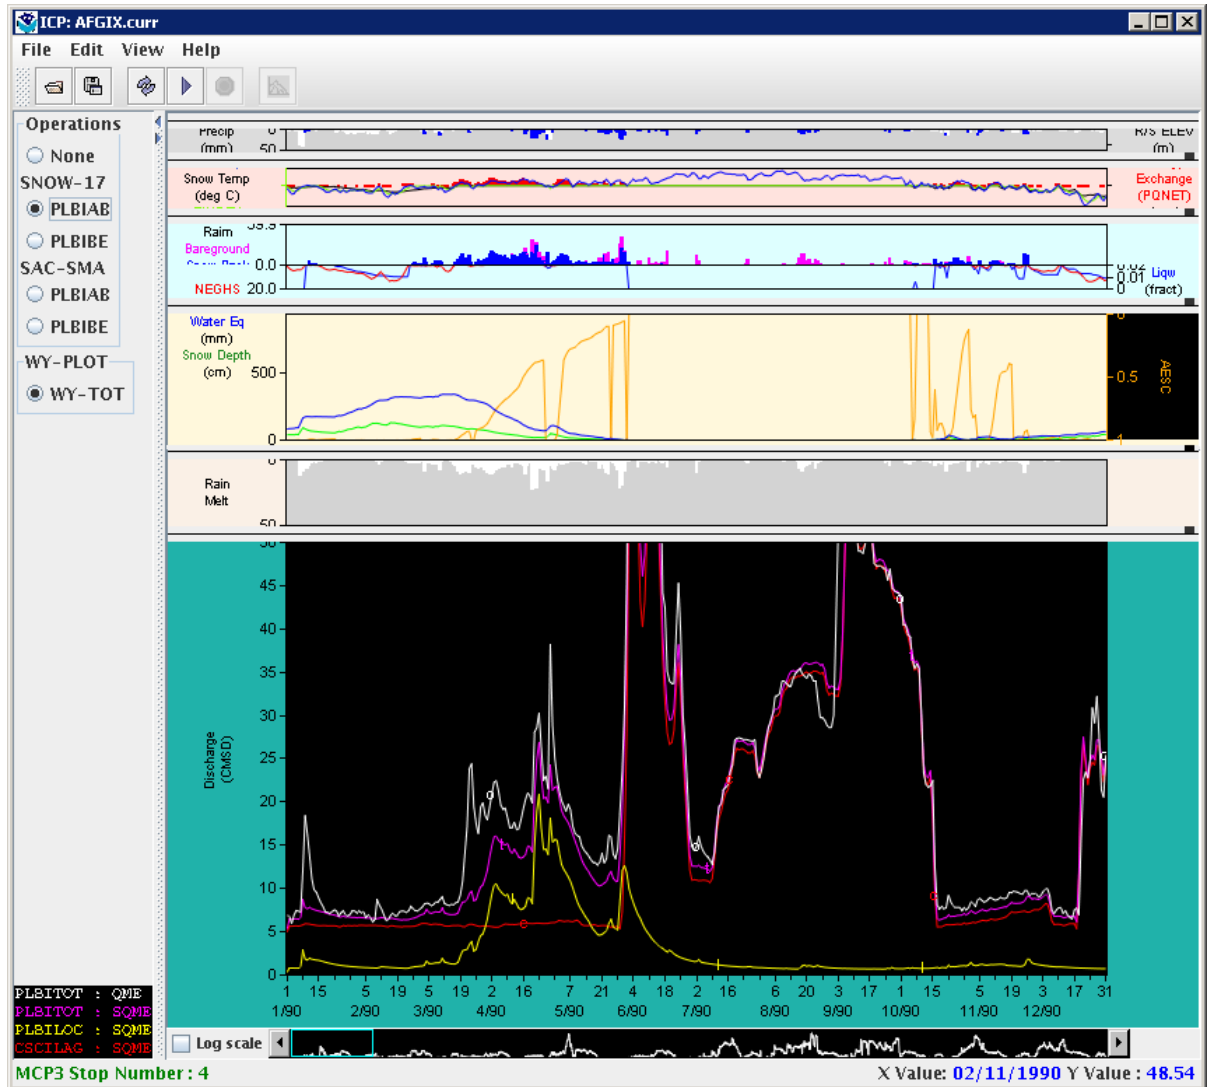 ICP: AFGIX.curr
File Edit View Help
Operations
None
SNOW-17
PLBIAB
PLBIBE
SAC-SMA
PLBIAB
PLBIBE
WY-PLOT
WY-TOT
Precip
(mm)
0
50
R/S ELEV
(m)
Snow Temp
(deg C)
Exchange
(PQNET)
Raim
Bareground
NEGHS
39.9
0.0
20.0
0.02
0.01
0
Liqw
(fract)
Water Eq
(mm)
Snow Depth
(cm)
500
0
0
0.5
1
AESC
Rain
Melt
0
50
Discharge
(CMSD)
50
45
40
35
30
25
20
15
10
5
0
1 15 5 19 5 19 2 16 7 21 4 18 2 16 6 20 3 17 1 15 5 19 3 17 31
1/90 2/90 3/90 4/90 5/90 6/90 7/90 8/90 9/90 10/90 11/90 12/90
PLBITOT : QME
PLBITOT : SQME
PLBILOC : SQME
CSCILAG : SQME
Log scale
MCP3 Stop Number : 4
X Value: 02/11/1990 Y Value : 48.54